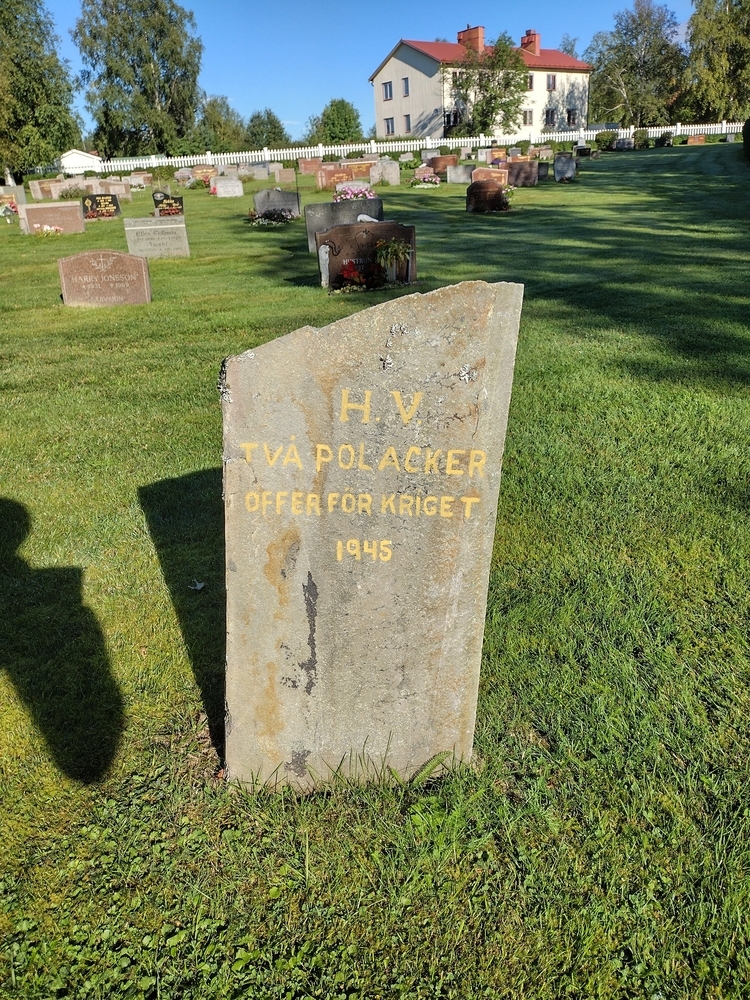 HARRY JONSSON
H.V
TVÅ POLACKER
OFFER FÖR KRIGET
1945